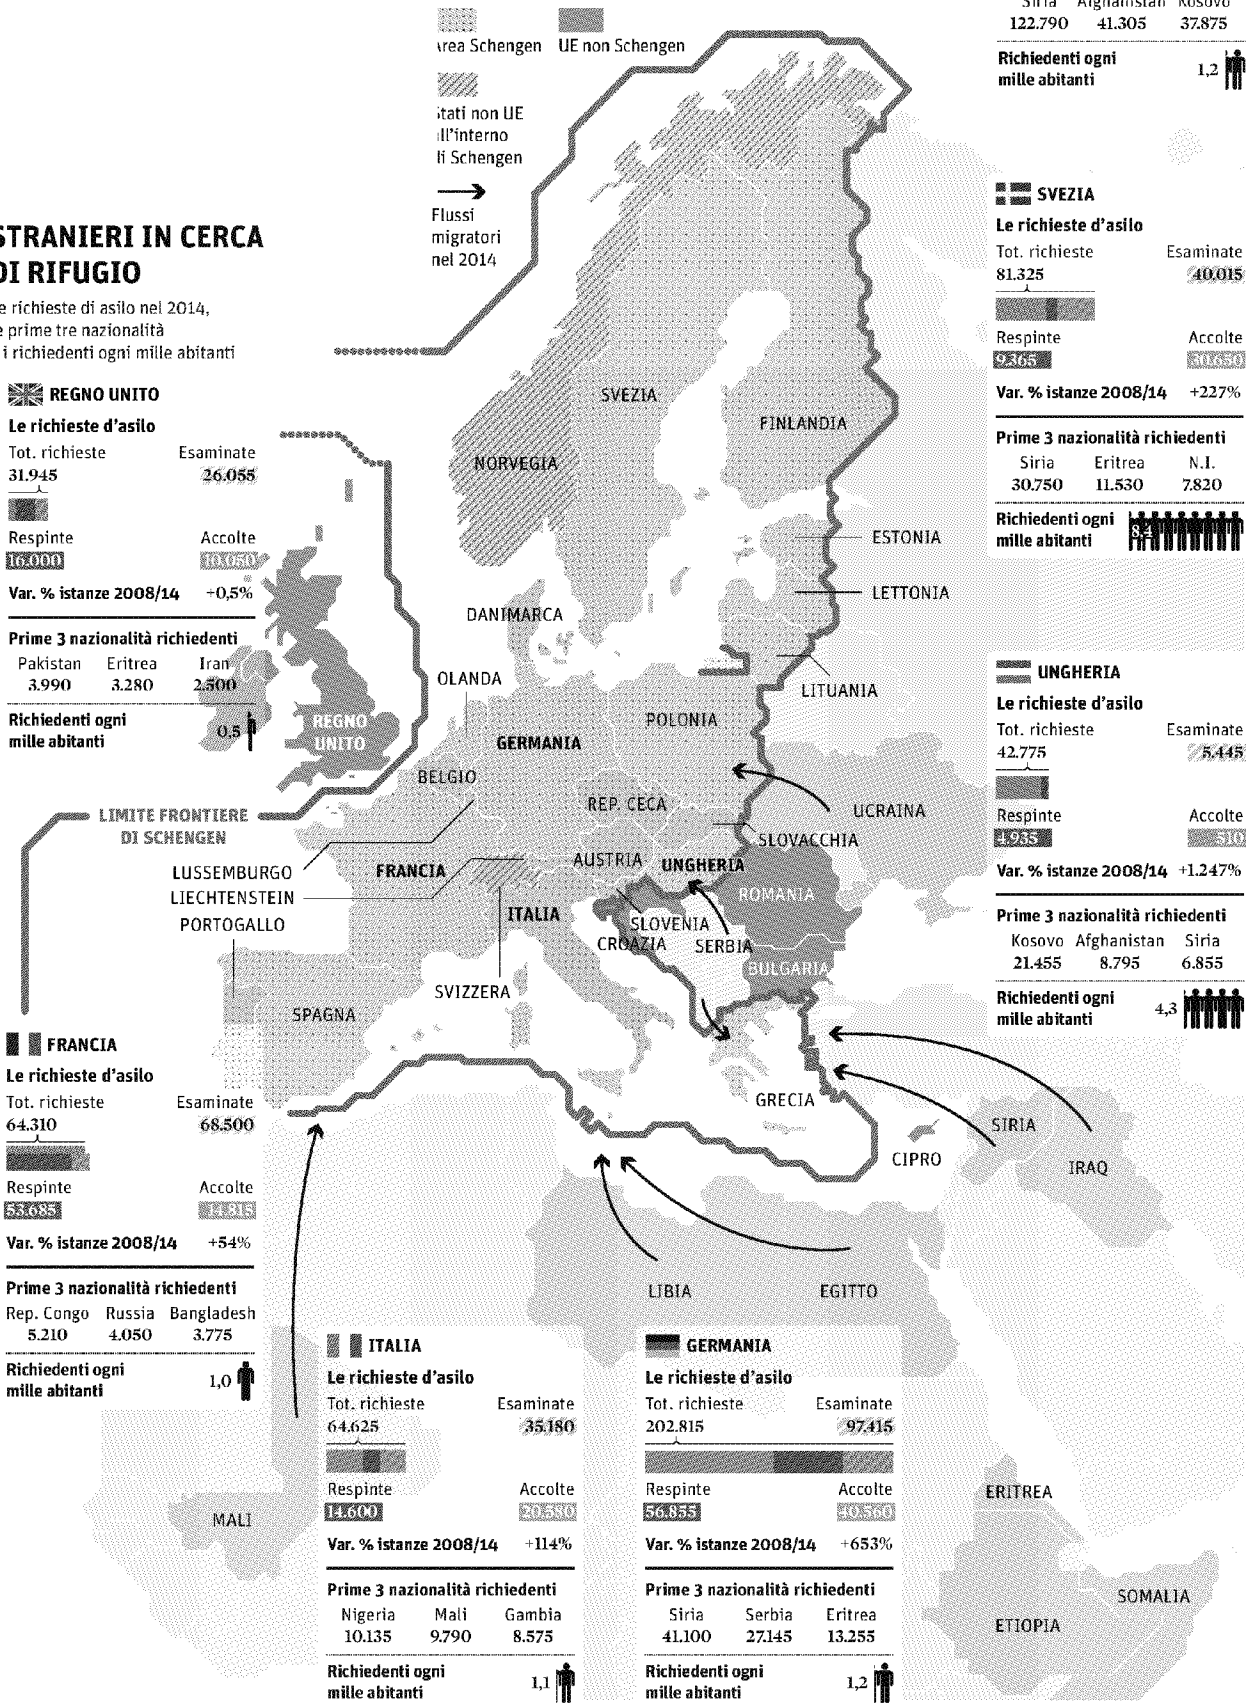 Siria Afghanistan Kosovo
122.790 41.305 37.875
Richiedenti ogni
mille abitanti
1,2
rea Schengen
UE non Schengen
tati non UE
ll'interno
li Schengen
Flussi
migratori
nel 2014
STRANIERI IN CERCA
DI RIFUGIO
e richieste di asilo nel 2014,
e prime tre nazionalità
i richiedenti ogni mille abitanti
REGNO UNITO
Le richieste d'asilo
Tot. richieste Esaminate
31.945 26.055
Respinte Accolte
16.000 10.050
Var. % istanze 2008/14 +0,5%
Prime 3 nazionalità richiedenti
Pakistan Eritrea Iran
3.990 3.280 2.500
Richiedenti ogni
mille abitanti
0,5
SVEZIA
Le richieste d'asilo
Tot. richieste Esaminate
81.325 40.015
Respinte Accolte
9.365 30.650
Var. % istanze 2008/14 +227%
Prime 3 nazionalità richiedenti
Siria Eritrea N.I.
30.750 11.530 7.820
Richiedenti ogni
mille abitanti
UNGHERIA
Le richieste d'asilo
Tot. richieste Esaminate
42.775 5.445
Respinte Accolte
4.935 510
Var. % istanze 2008/14 +1.247%
Prime 3 nazionalità richiedenti
Kosovo Afghanistan Siria
21.455 8.795 6.855
Richiedenti ogni
mille abitanti
4,3
SVEZIA
FINLANDIA
NORVEGIA
ESTONIA
LETTONIA
DANIMARCA
LITUANIA
OLANDA
POLONIA
REGNO
UNITO
GERMANIA
BELGIO
REP. CECA
UCRAINA
LIMITE FRONTIERE
DI SCHENGEN
SLOVACCHIA
LUSSEMBURGO
FRANCIA
AUSTRIA
UNGHERIA
LIECHTENSTEIN
ROMANIA
PORTOGALLO
ITALIA
SLOVENIA
CROAZIA
SERBIA
BULGARIA
SVIZZERA
SPAGNA
GRECIA
SIRIA
CIPRO
IRAQ
LIBIA
EGITTO
MALI
ERITREA
SOMALIA
ETIOPIA
FRANCIA
Le richieste d'asilo
Tot. richieste Esaminate
64.310 68.500
Respinte Accolte
53.685 14.815
Var. % istanze 2008/14 +54%
Prime 3 nazionalità richiedenti
Rep. Congo Russia Bangladesh
5.210 4.050 3.775
Richiedenti ogni
mille abitanti
1,0
ITALIA
Le richieste d'asilo
Tot. richieste Esaminate
64.625 35.180
Respinte Accolte
14.600 20.580
Var. % istanze 2008/14 +114%
Prime 3 nazionalità richiedenti
Nigeria Mali Gambia
10.135 9.790 8.575
Richiedenti ogni
mille abitanti
1,1
GERMANIA
Le richieste d'asilo
Tot. richieste Esaminate
202.815 97.415
Respinte Accolte
56.855 40.560
Var. % istanze 2008/14 +653%
Prime 3 nazionalità richiedenti
Siria Serbia Eritrea
41.100 27.145 13.255
Richiedenti ogni
mille abitanti
1,2